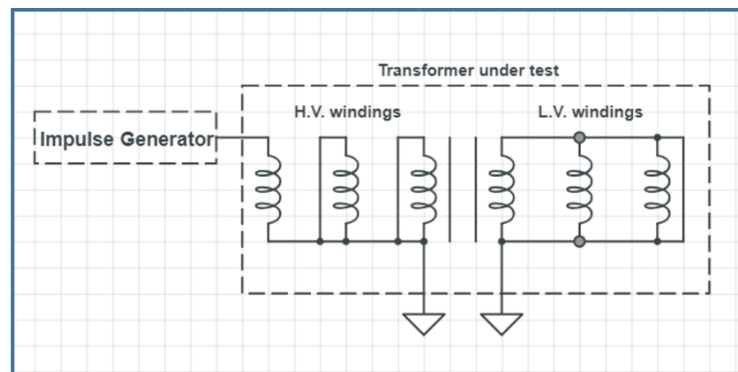 Transformer under test
H.V. windings
L.V. windings
Impulse Generator